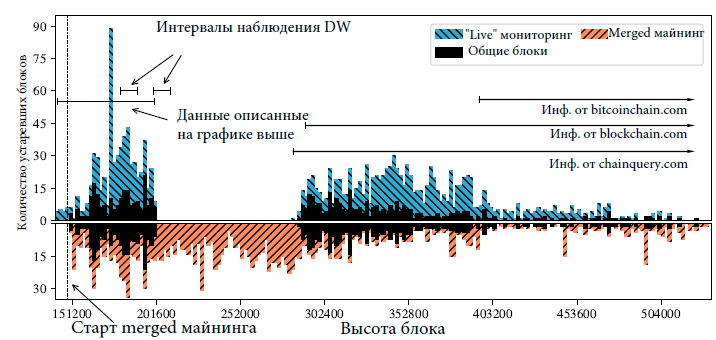 Интервалы наблюдения DW
"Live" мониторинг
Merged майнинг
Общие блоки
Данные описанные
на графике выше
Инф. от bitcoinchain.com
Инф. от blockchain.com
Инф. от chainquery.com
Количество устаревших блоков
90
75
60
45
30
15
0
15
30
151200 201600 252000 302400 352800 403200 453600 504000
Старт merged майнинга
Высота блока